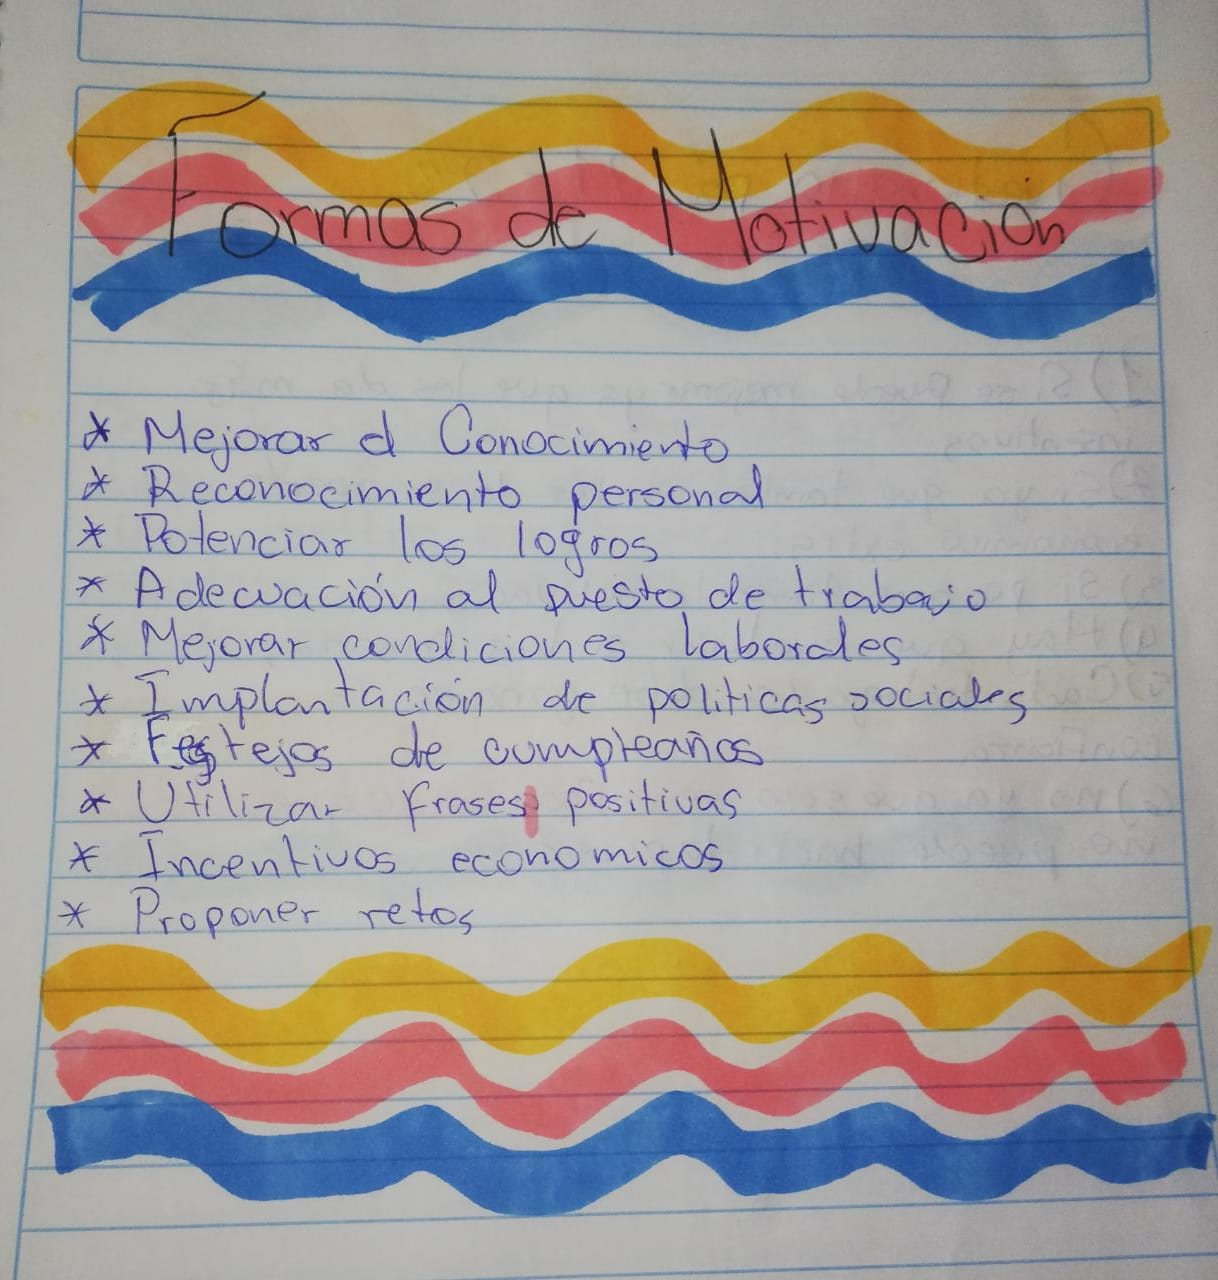 Formas de Motivación
* Mejorar el Conocimiento
* Reconocimiento personal
* Potenciar los logros
* Adecuación al puesto de trabajo
* Mejorar condiciones laborales
* Implantación de politicas sociales
* Festejos de cumpleaños
* Utilizar frases positivas
* Incentivos economicos
* Proponer retos